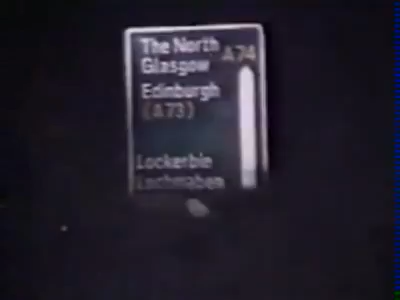 The North
Glasgow
A74
Edinburgh
(A73)
Lockerbie
Lochmaben